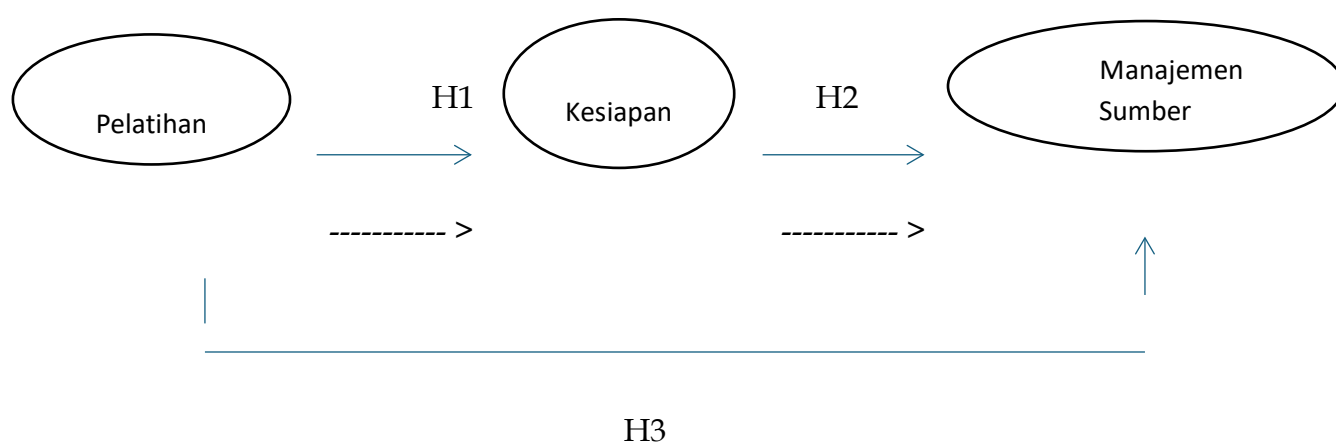 H1
H2
Pelatihan
Kesiapan
Manajemen
Sumber
----------- >
----------- >
H3